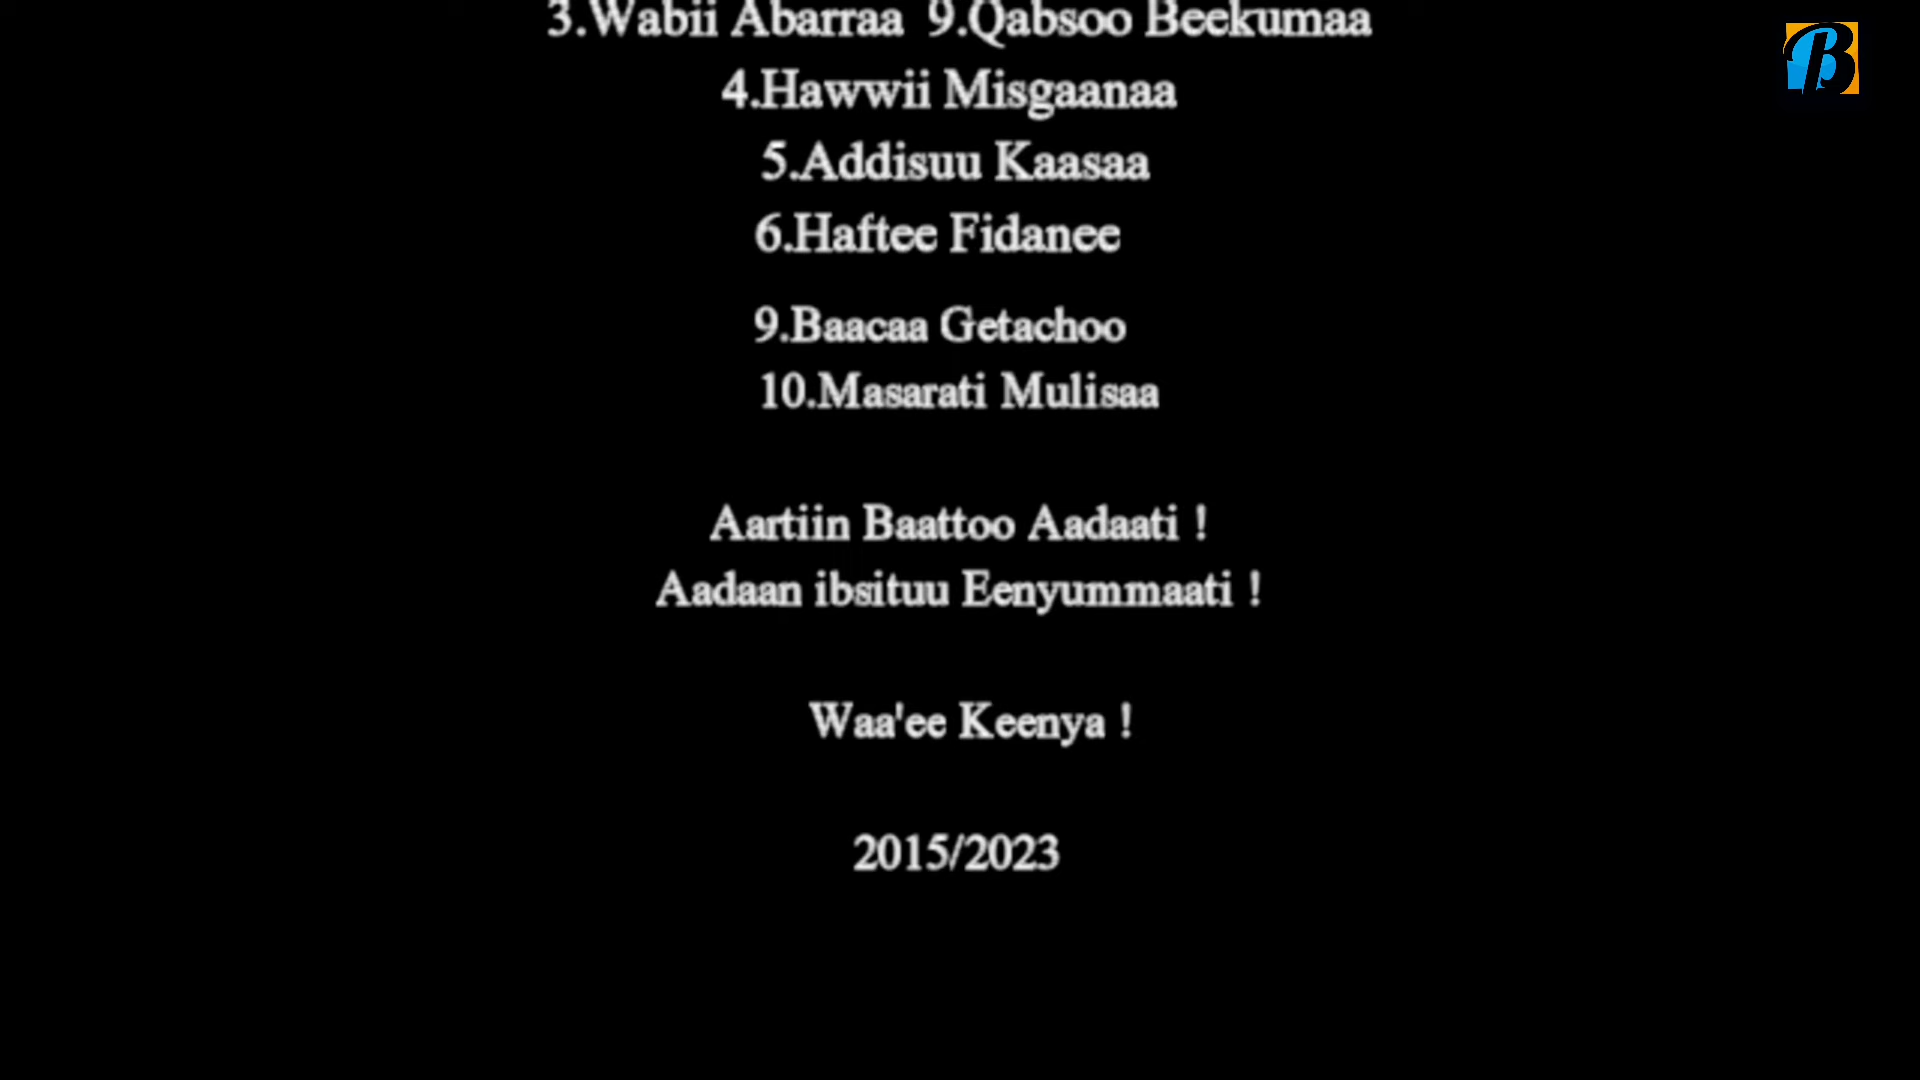 3.Wabii Abarraa 9.Qabsoo Beekumaa
4.Hawwii Misgaanaa
5.Addisuu Kaasaa
6.Haftee Fidanee
9.Baacaa Getachoo
10.Masarati Mulisaa
Aartiin Baattoo Aadaati !
Aadaan ibsituu Eenyummaati !
Waa'ee Keenya !
2015/2023
B